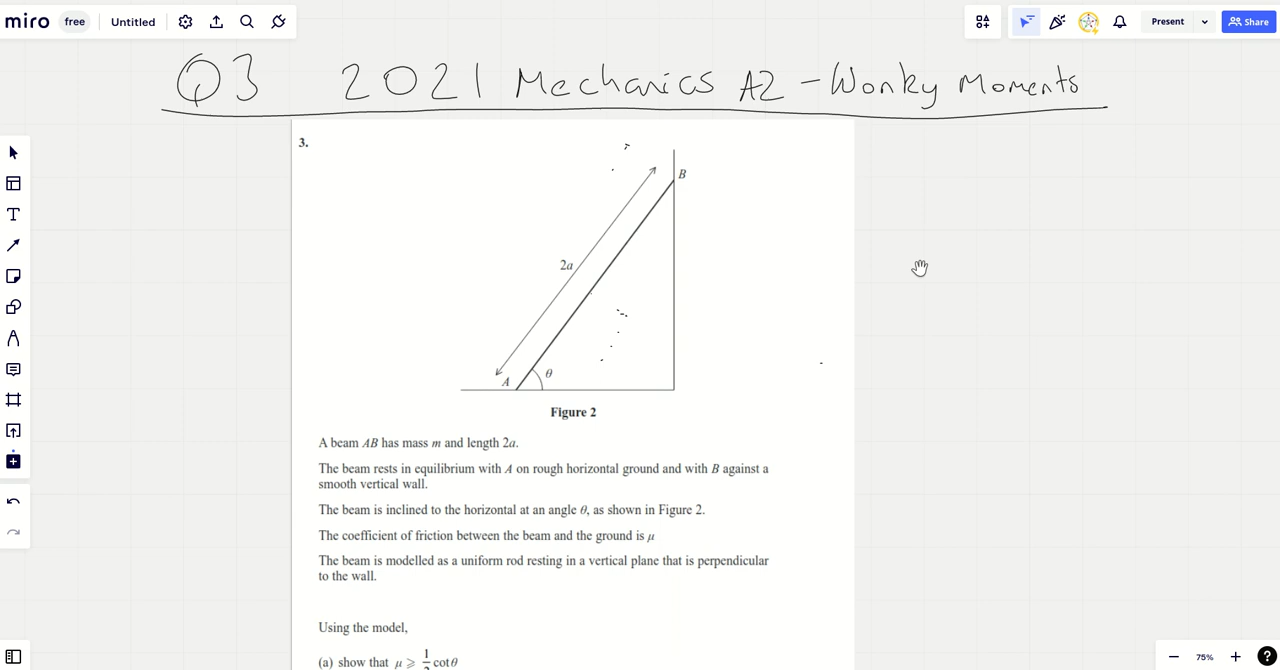 miro free Untitled Present Share
Q3 2021 Mechanics A2 - Wonky Moments
3.
B
2a
A θ
Figure 2
A beam AB has mass m and length 2a.
The beam rests in equilibrium with A on rough horizontal ground and with B against a
smooth vertical wall.
The beam is inclined to the horizontal at an angle θ, as shown in Figure 2.
The coefficient of friction between the beam and the ground is μ
The beam is modelled as a uniform rod resting in a vertical plane that is perpendicular
to the wall.
Using the model,
(a) show that μ ⩾ 1/2 cotθ
75%